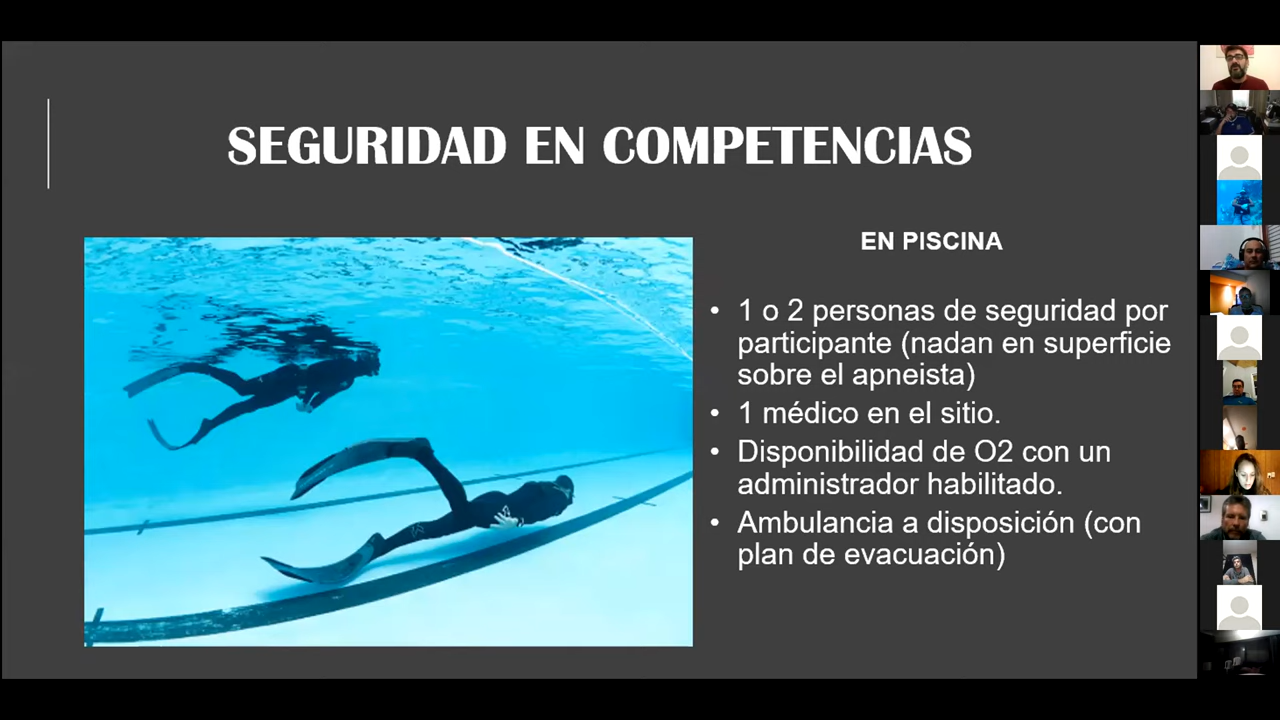 SEGURIDAD EN COMPETENCIAS
EN PISCINA
• 1 o 2 personas de seguridad por
participante (nadan en superficie
sobre el apneista)
• 1 médico en el sitio.
• Disponibilidad de O2 con un
administrador habilitado.
• Ambulancia a disposición (con
plan de evacuación)